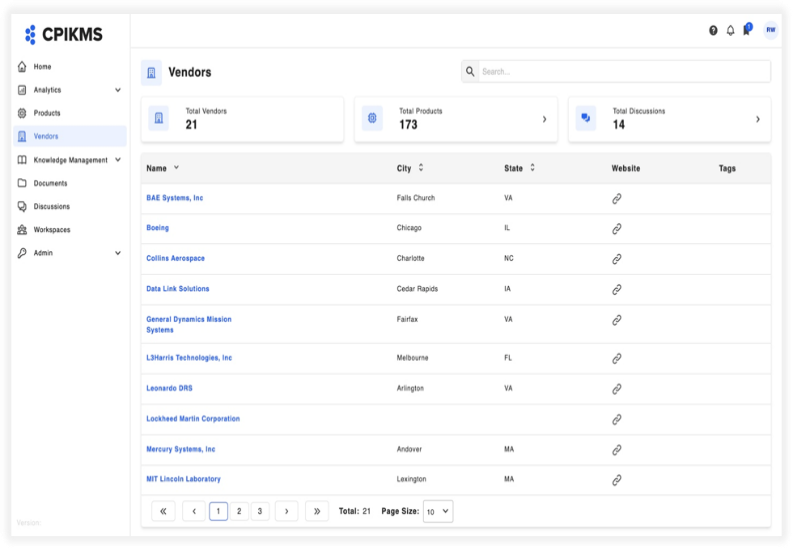 CPIKMS
1
RW
Home
Analytics
Products
Vendors
Knowledge Management
Documents
Discussions
Workspaces
Admin
Version:
Vendors
Search...
Total Vendors
21
Total Products
173
Total Discussions
14
Name City State Website Tags
BAE Systems, Inc Falls Church VA
Boeing Chicago IL
Collins Aerospace Charlotte NC
Data Link Solutions Cedar Rapids IA
General Dynamics Mission Fairfax VA
Systems
L3Harris Technologies, Inc Melbourne FL
Leonardo DRS Arlington VA
Lockheed Martin Corporation
Mercury Systems, Inc Andover MA
MIT Lincoln Laboratory Lexington MA
1 2 3 Total: 21 Page Size: 10